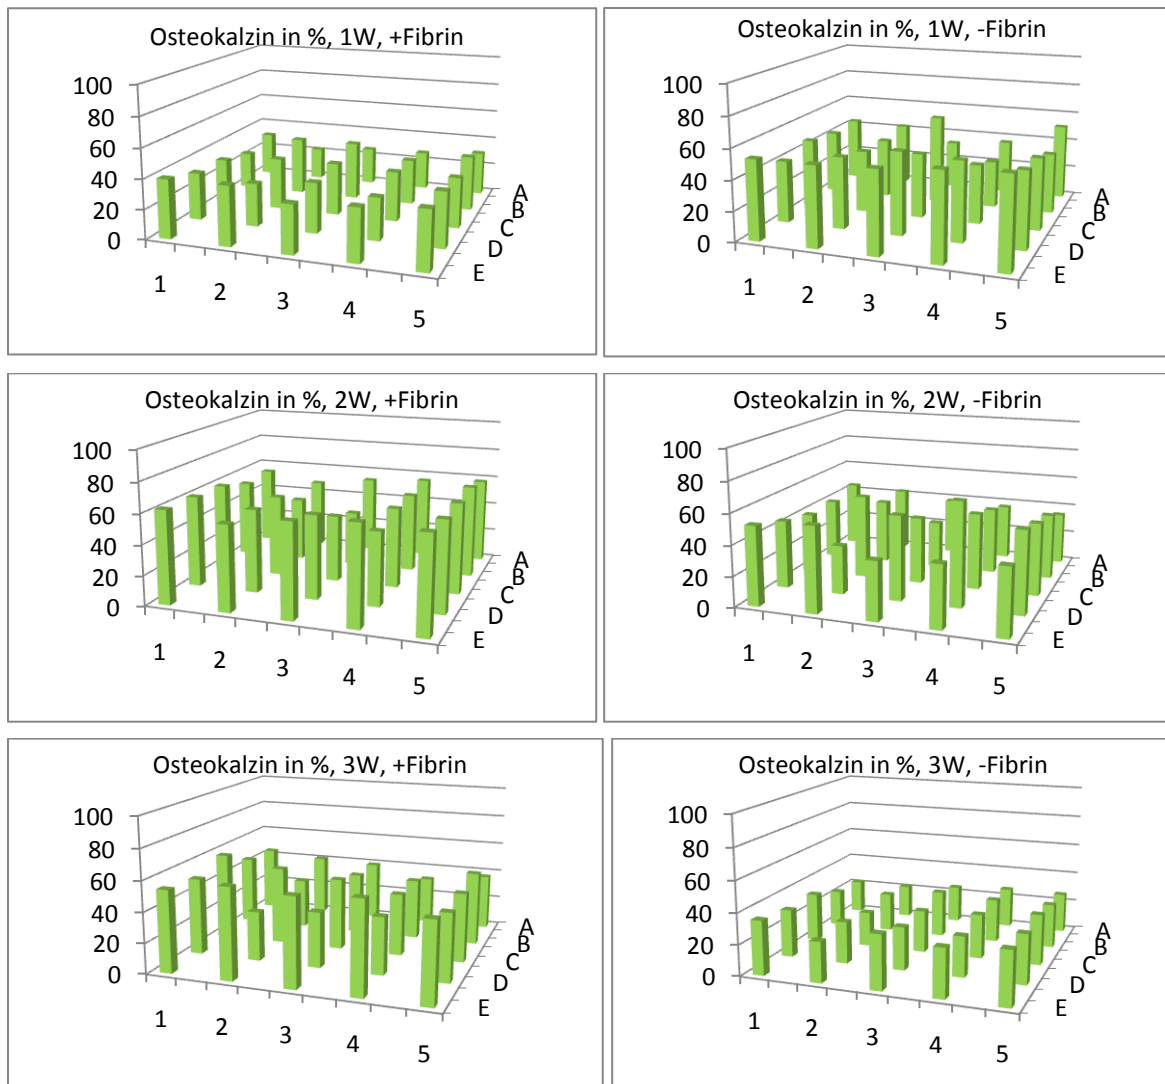 Osteokalzin in %, 1W, +Fibrin
100
80
60
40
20
0
1
2
3
4
5
A
B
C
D
E
Osteokalzin in %, 1W, -Fibrin
100
80
60
40
20
0
1
2
3
4
5
A
B
C
D
E
Osteokalzin in %, 2W, +Fibrin
100
80
60
40
20
0
1
2
3
4
5
A
B
C
D
E
Osteokalzin in %, 2W, -Fibrin
100
80
60
40
20
0
1
2
3
4
5
A
B
C
D
E
Osteokalzin in %, 3W, +Fibrin
100
80
60
40
20
0
1
2
3
4
5
A
B
C
D
E
Osteokalzin in %, 3W, -Fibrin
100
80
60
40
20
0
1
2
3
4
5
A
B
C
D
E